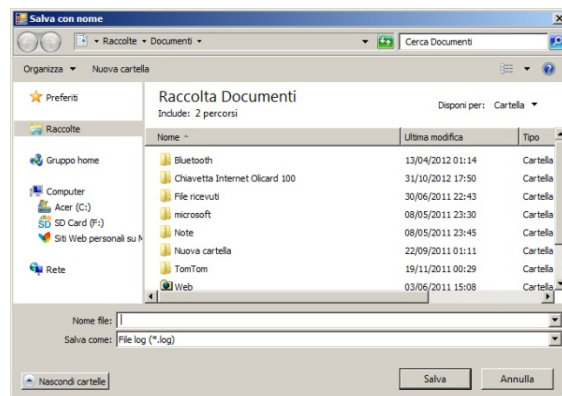 Salva con nome
Raccolte Documenti
Cerca Documenti
Organizza Nuova cartella
Preferiti
Raccolte
Gruppo home
Computer
Acer (C:)
SD Card (F:)
Siti Web personali su M
Rete
Raccolta Documenti
Include: 2 percorsi
Disponi per: Cartella
Nome Ultima modifica Tipo
Bluetooth 13/04/2012 01:14 Cartella
Chiavetta Internet Olicard 100 31/10/2012 17:50 Cartella
File ricevuti 30/06/2011 22:43 Cartella
microsoft 08/05/2011 23:30 Cartella
Note 08/05/2011 23:45 Cartella
Nuova cartella 22/09/2011 01:11 Cartella
TomTom 19/11/2011 00:29 Cartella
Web 03/06/2011 15:08 Cartella
Nome file:
Salva come: File log (*.log)
Nascondi cartelle Salva Annulla